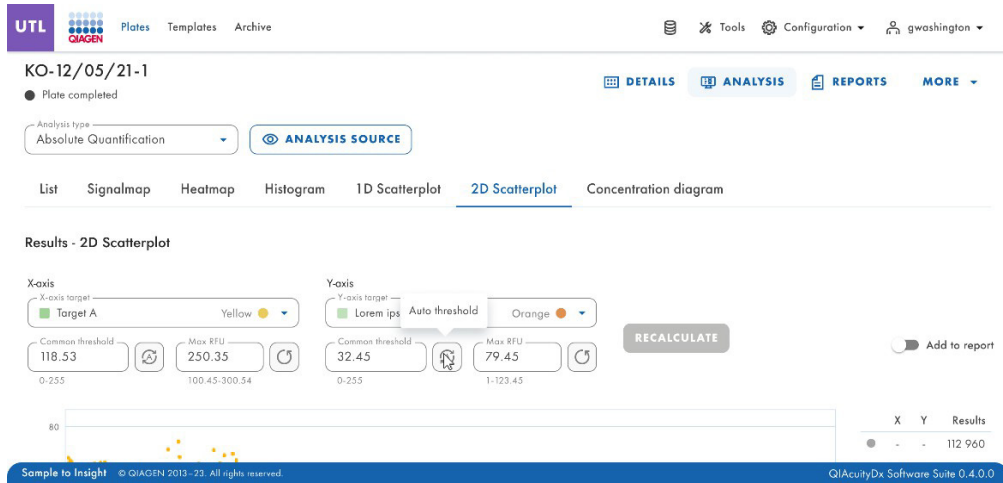 UTL QIAGEN Plates Templates Archive Tools Configuration gwashington
KO-12/05/21-1
Plate completed
DETAILS ANALYSIS REPORTS MORE
Analysis type
Absolute Quantification
ANALYSIS SOURCE
List Signalmap Heatmap Histogram 1D Scatterplot 2D Scatterplot Concentration diagram
Results - 2D Scatterplot
X-axis Y-axis
X-axis target Y-axis target
Target A Yellow Lorem ips Auto threshold Orange
RECALCULATE
Common threshold Max RFU Common threshold Max RFU
118.53 A 250.35 32.45 79.45
Add to report
0-255 100.45-300.54 0-255 1-123.45
X Y Results
80
- - 112 960
Sample to Insight © QIAGEN 2013–23. All rights reserved. QIAcuityDx Software Suite 0.4.0.0